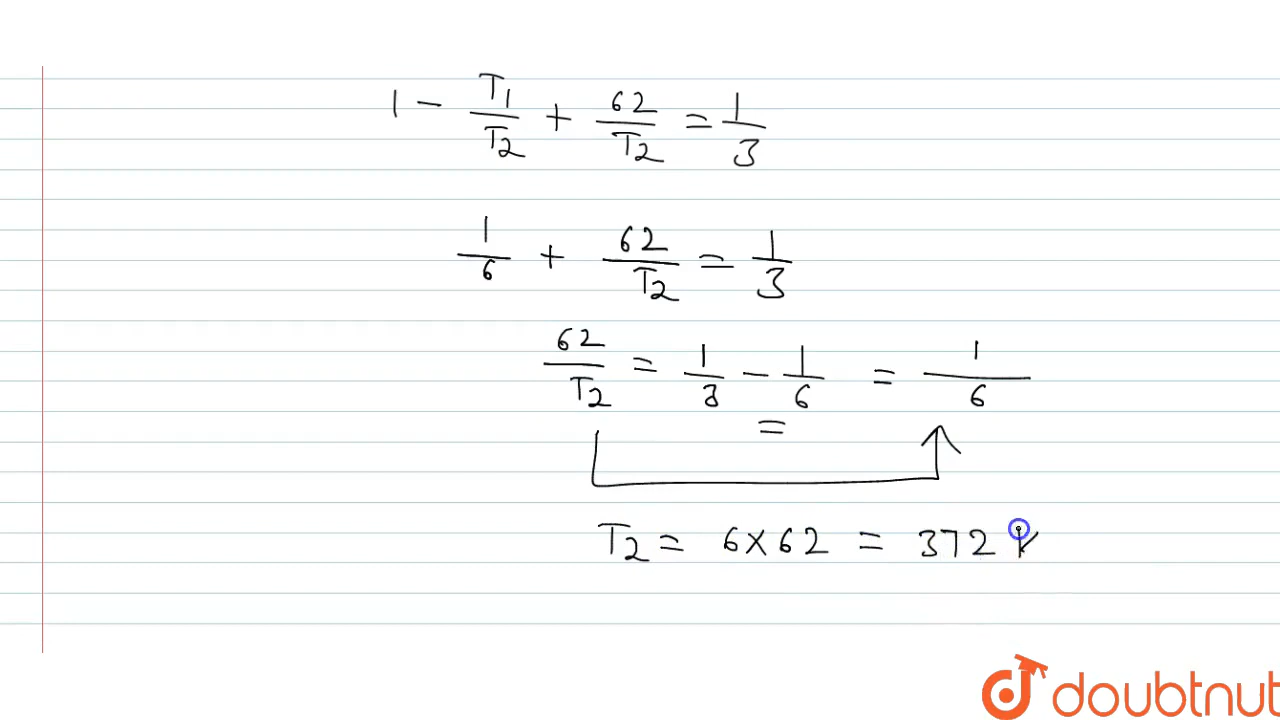 1 - T1/T2 + 62/T2 = 1/3
1/6 + 62/T2 = 1/3
62/T2 = 1/3 - 1/6 = 1/6
=
T2 = 6×62 = 372 K
doubtnut